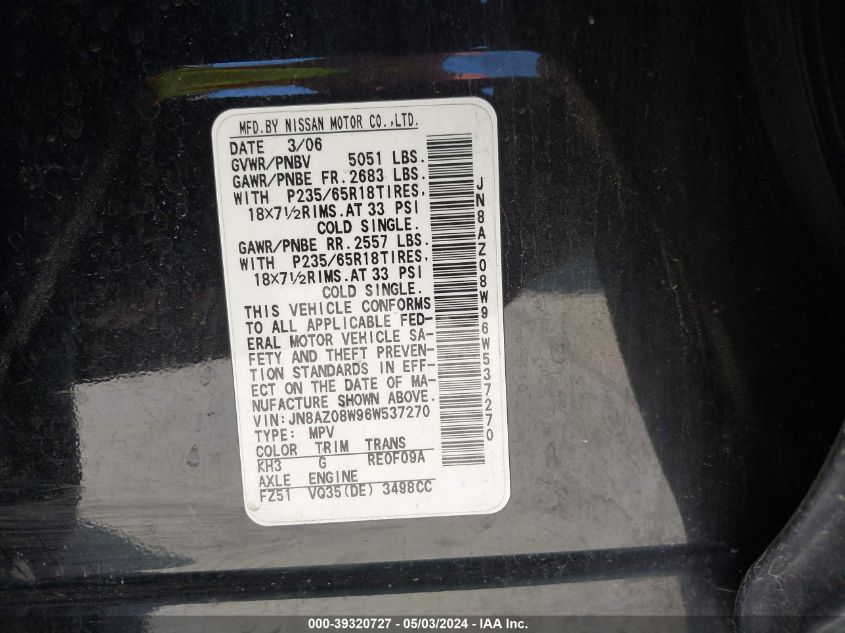 MFD.BY NISSAN MOTOR CO.,LTD.
DATE 3/06
GVWR/PNBV 5051 LBS.
GAWR/PNBE FR. 2683 LBS.
WITH P235/65R18TIRES,
18×7½RIMS.AT 33 PSI
COLD SINGLE.
GAWR/PNBE RR. 2557 LBS.
WITH P235/65R18TIRES,
18×7½RIMS.AT 33 PSI
COLD SINGLE.
THIS VEHICLE CONFORMS
TO ALL APPLICABLE FED-
ERAL MOTOR VEHICLE SA-
FETY AND THEFT PREVEN-
TION STANDARDS IN EFF-
ECT ON THE DATE OF MA-
NUFACTURE SHOWN ABOVE.
VIN: JN8AZ08W96W537270
TYPE: MPV
COLOR TRIM TRANS
KH3 G RE0F09A
AXLE ENGINE
FZ51 VQ35(DE) 3498CC
JN8AZ08W96W537270
000-39320727 - 05/03/2024 - IAA Inc.